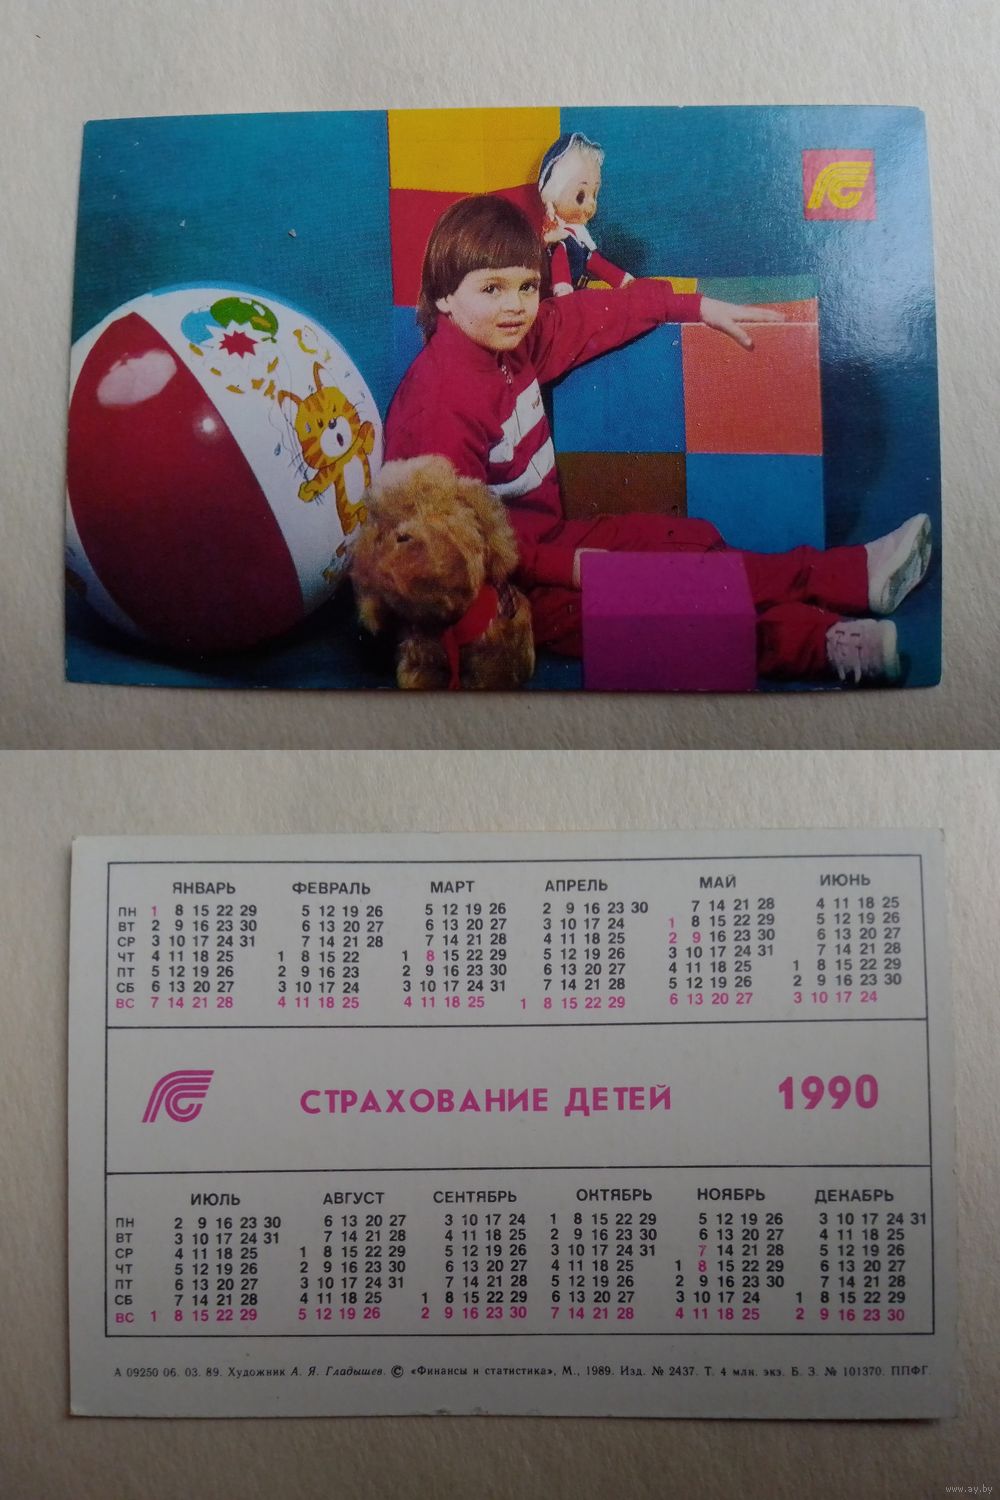 ЯНВАРЬ ФЕВРАЛЬ МАРТ АПРЕЛЬ МАЙ ИЮНЬ
ПН 1 8 15 22 29 5 12 19 26 5 12 19 26 2 9 16 23 30 7 14 21 28 4 11 18 25
ВТ 2 9 16 23 30 6 13 20 27 6 13 20 27 3 10 17 24 1 8 15 22 29 5 12 19 26
СР 3 10 17 24 31 7 14 21 28 7 14 21 28 4 11 18 25 2 9 16 23 30 6 13 20 27
ЧТ 4 11 18 25 1 8 15 22 1 8 15 22 29 5 12 19 26 3 10 17 24 31 7 14 21 28
ПТ 5 12 19 26 2 9 16 23 2 9 16 23 30 6 13 20 27 4 11 18 25 1 8 15 22 29
СБ 6 13 20 27 3 10 17 24 3 10 17 24 31 7 14 21 28 5 12 19 26 2 9 16 23 30
ВС 7 14 21 28 4 11 18 25 4 11 18 25 1 8 15 22 29 6 13 20 27 3 10 17 24
СТРАХОВАНИЕ ДЕТЕЙ 1990
ИЮЛЬ АВГУСТ СЕНТЯБРЬ ОКТЯБРЬ НОЯБРЬ ДЕКАБРЬ
ПН 2 9 16 23 30 6 13 20 27 3 10 17 24 1 8 15 22 29 5 12 19 26 3 10 17 24 31
ВТ 3 10 17 24 31 7 14 21 28 4 11 18 25 2 9 16 23 30 6 13 20 27 4 11 18 25
СР 4 11 18 25 1 8 15 22 29 5 12 19 26 3 10 17 24 31 7 14 21 28 5 12 19 26
ЧТ 5 12 19 26 2 9 16 23 30 6 13 20 27 4 11 18 25 1 8 15 22 29 6 13 20 27
ПТ 6 13 20 27 3 10 17 24 31 7 14 21 28 5 12 19 26 2 9 16 23 30 7 14 21 28
СБ 7 14 21 28 4 11 18 25 1 8 15 22 29 6 13 20 27 3 10 17 24 1 8 15 22 29
ВС 1 8 15 22 29 5 12 19 26 2 9 16 23 30 7 14 21 28 4 11 18 25 2 9 16 23 30
А 09250 06. 03. 89. Художник А. Я. Гладышев. © «Финансы и статистика», М., 1989. Изд. № 2437. Т. 4 млн. экз. Б. З. № 101370. ППФГ.
www.ay.by